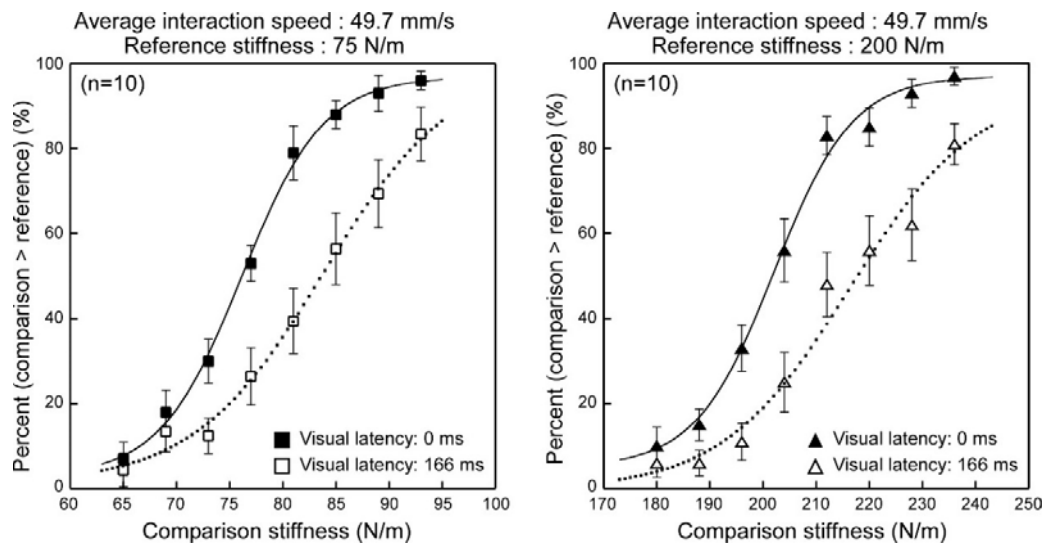 Average interaction speed : 49.7 mm/s
Reference stiffness : 75 N/m
Percent (comparison > reference) (%)
100
80
60
40
20
0
(n=10)
Visual latency: 0 ms
Visual latency: 166 ms
60 65 70 75 80 85 90 95 100
Comparison stiffness (N/m)
Average interaction speed : 49.7 mm/s
Reference stiffness : 200 N/m
Percent (comparison > reference) (%)
100
80
60
40
20
0
(n=10)
Visual latency: 0 ms
Visual latency: 166 ms
170 180 190 200 210 220 230 240 250
Comparison stiffness (N/m)